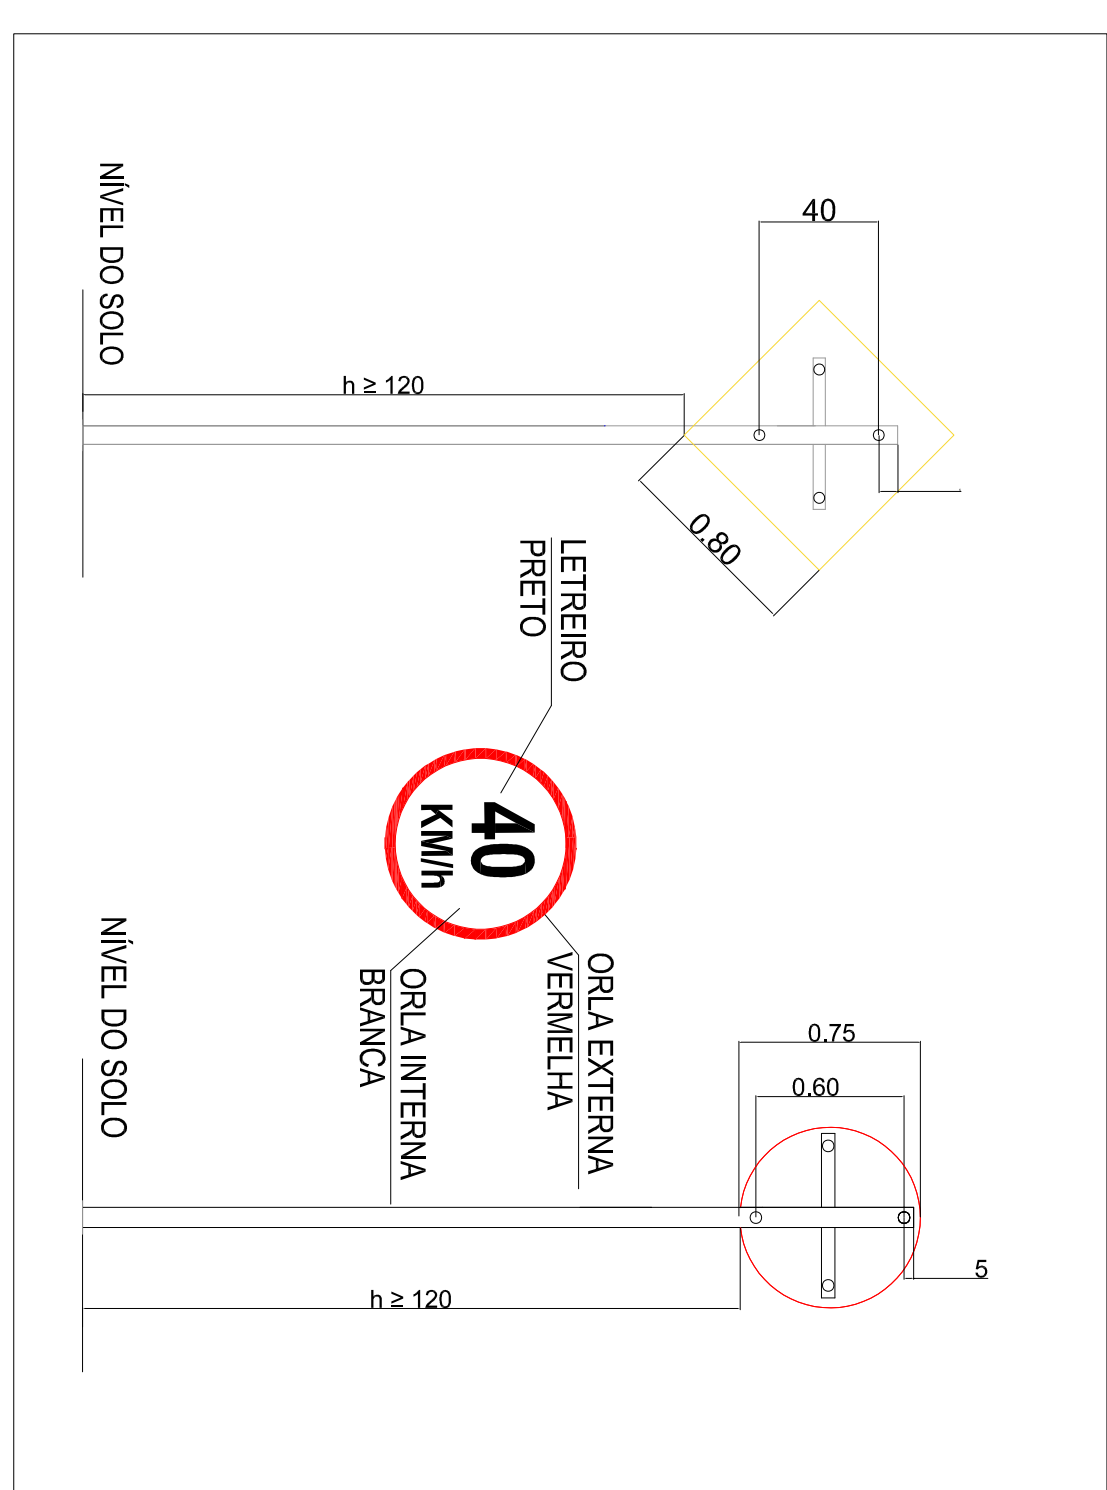 NÍVEL DO SOLO
40
h ≥ 120
0.80
LETREIRO
PRETO
40
KM/h
ORLA EXTERNA
VERMELHA
ORLA INTERNA
BRANCA
NÍVEL DO SOLO
0.75
0.60
5
h ≥ 120